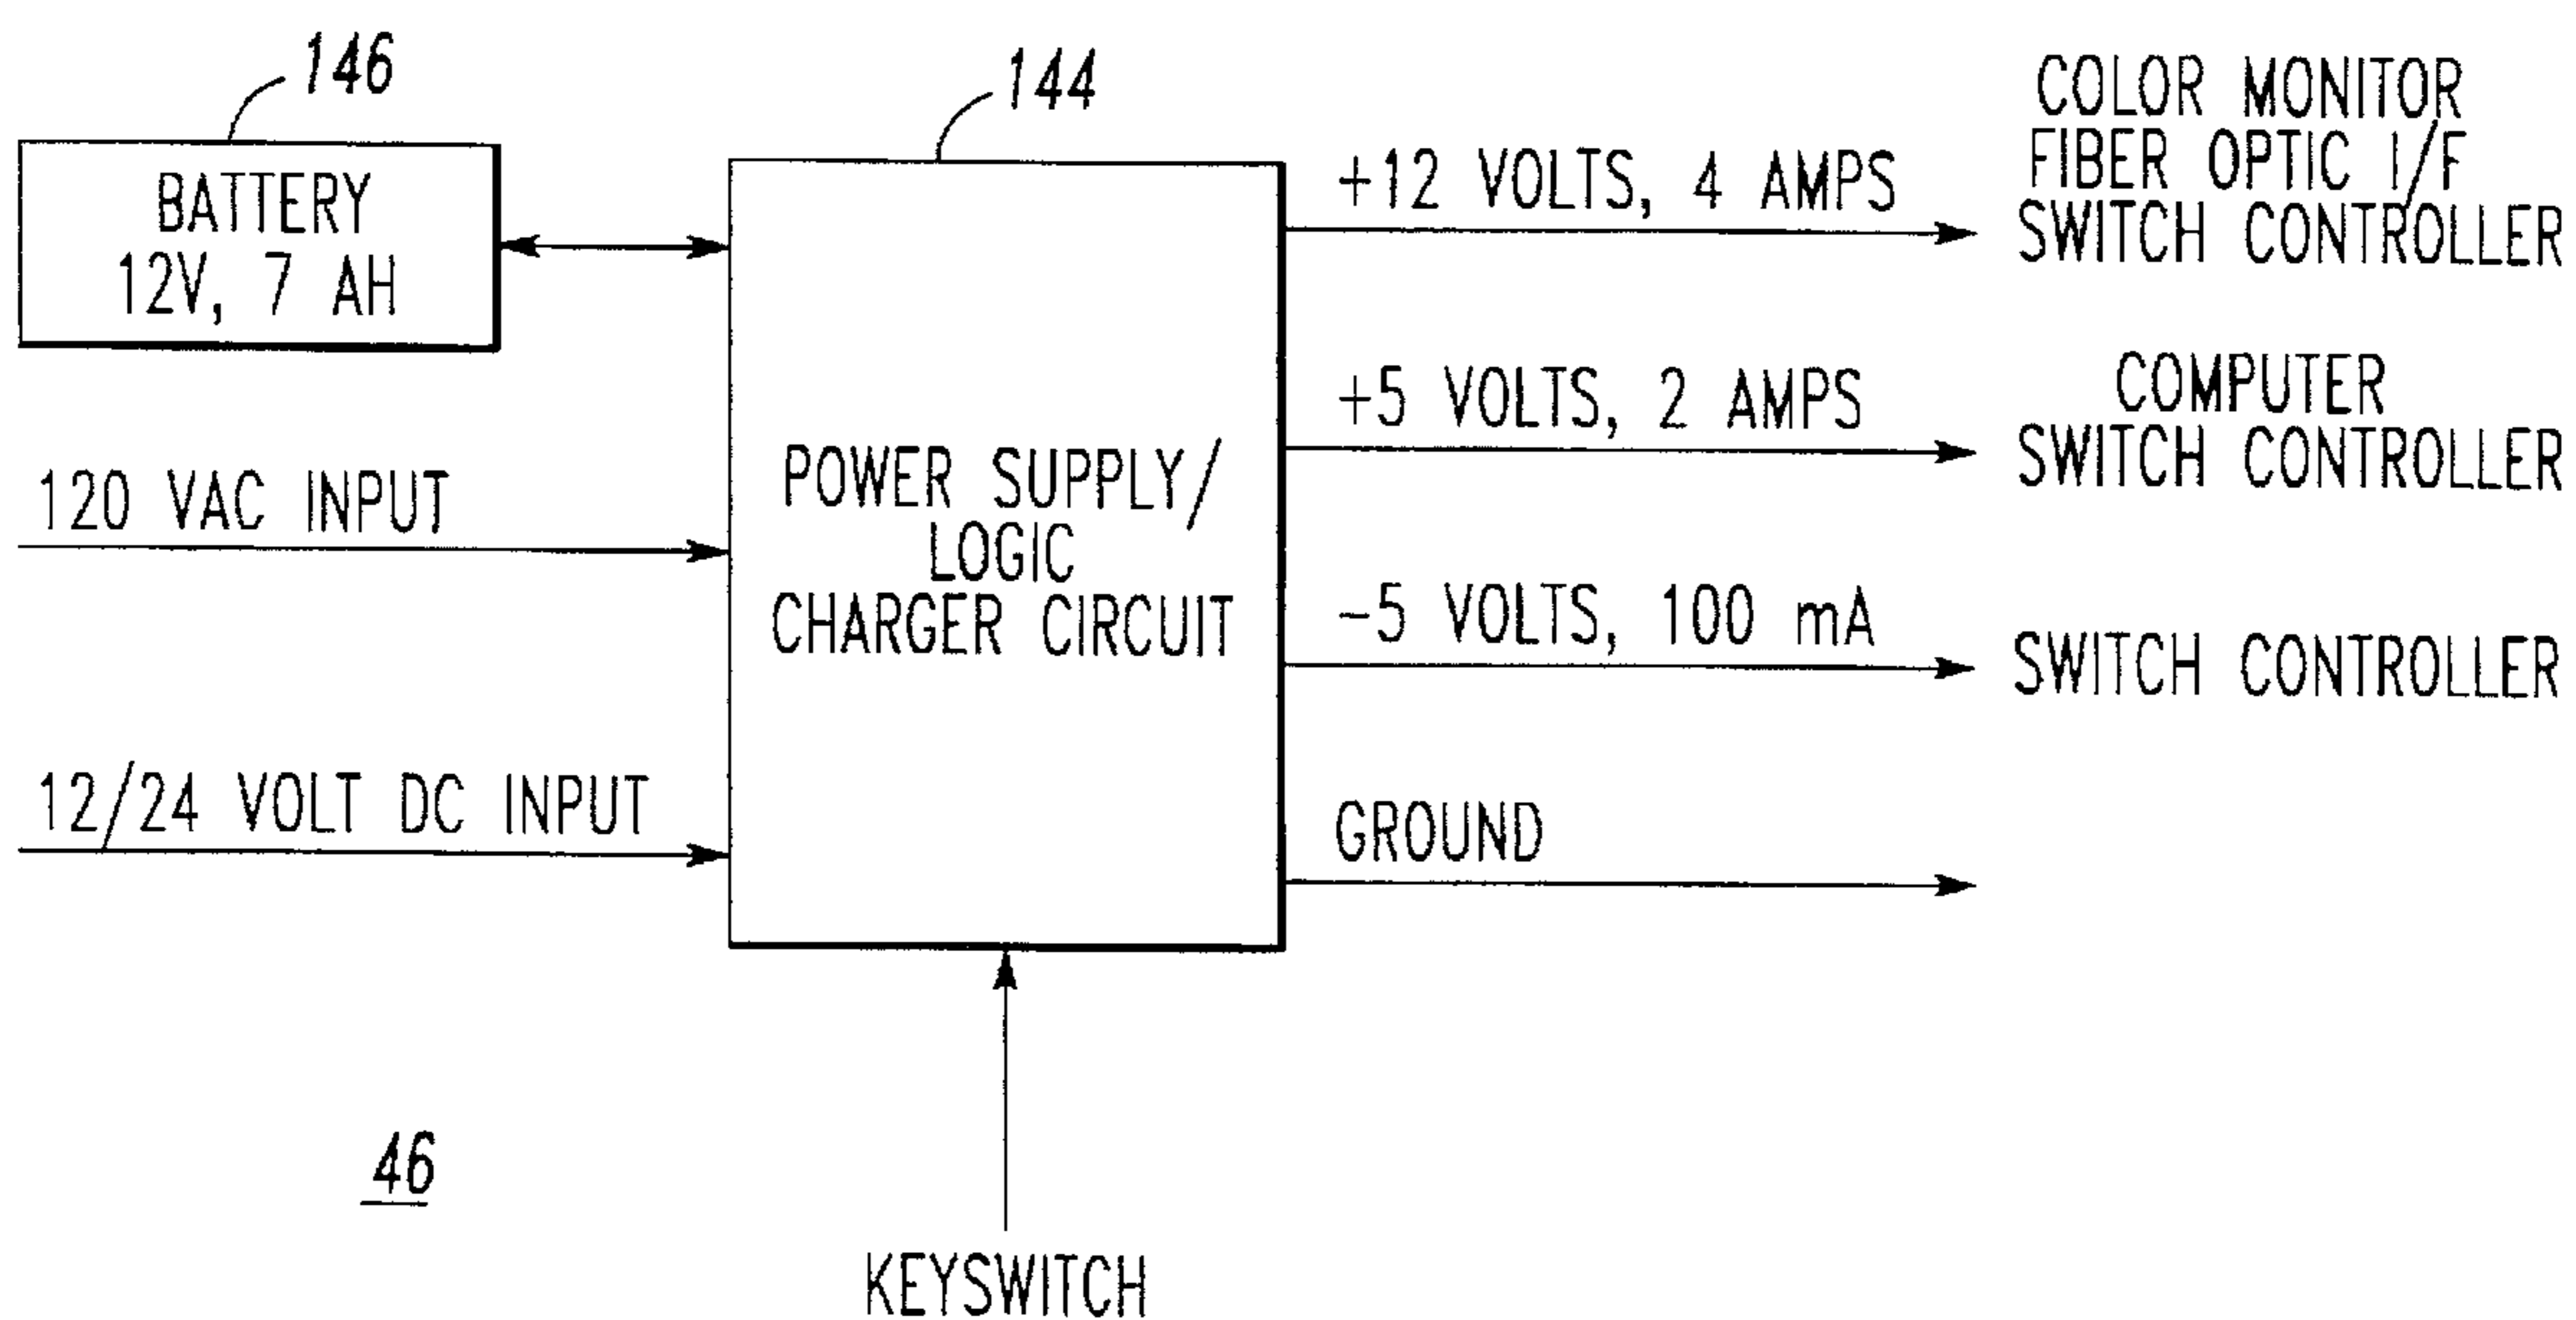 146
BATTERY
12V, 7 AH
120 VAC INPUT
12/24 VOLT DC INPUT
144
POWER SUPPLY/
LOGIC
CHARGER CIRCUIT
KEYSWITCH
+12 VOLTS, 4 AMPS
COLOR MONITOR
FIBER OPTIC I/F
SWITCH CONTROLLER
+5 VOLTS, 2 AMPS
COMPUTER
SWITCH CONTROLLER
-5 VOLTS, 100 mA
SWITCH CONTROLLER
GROUND
46